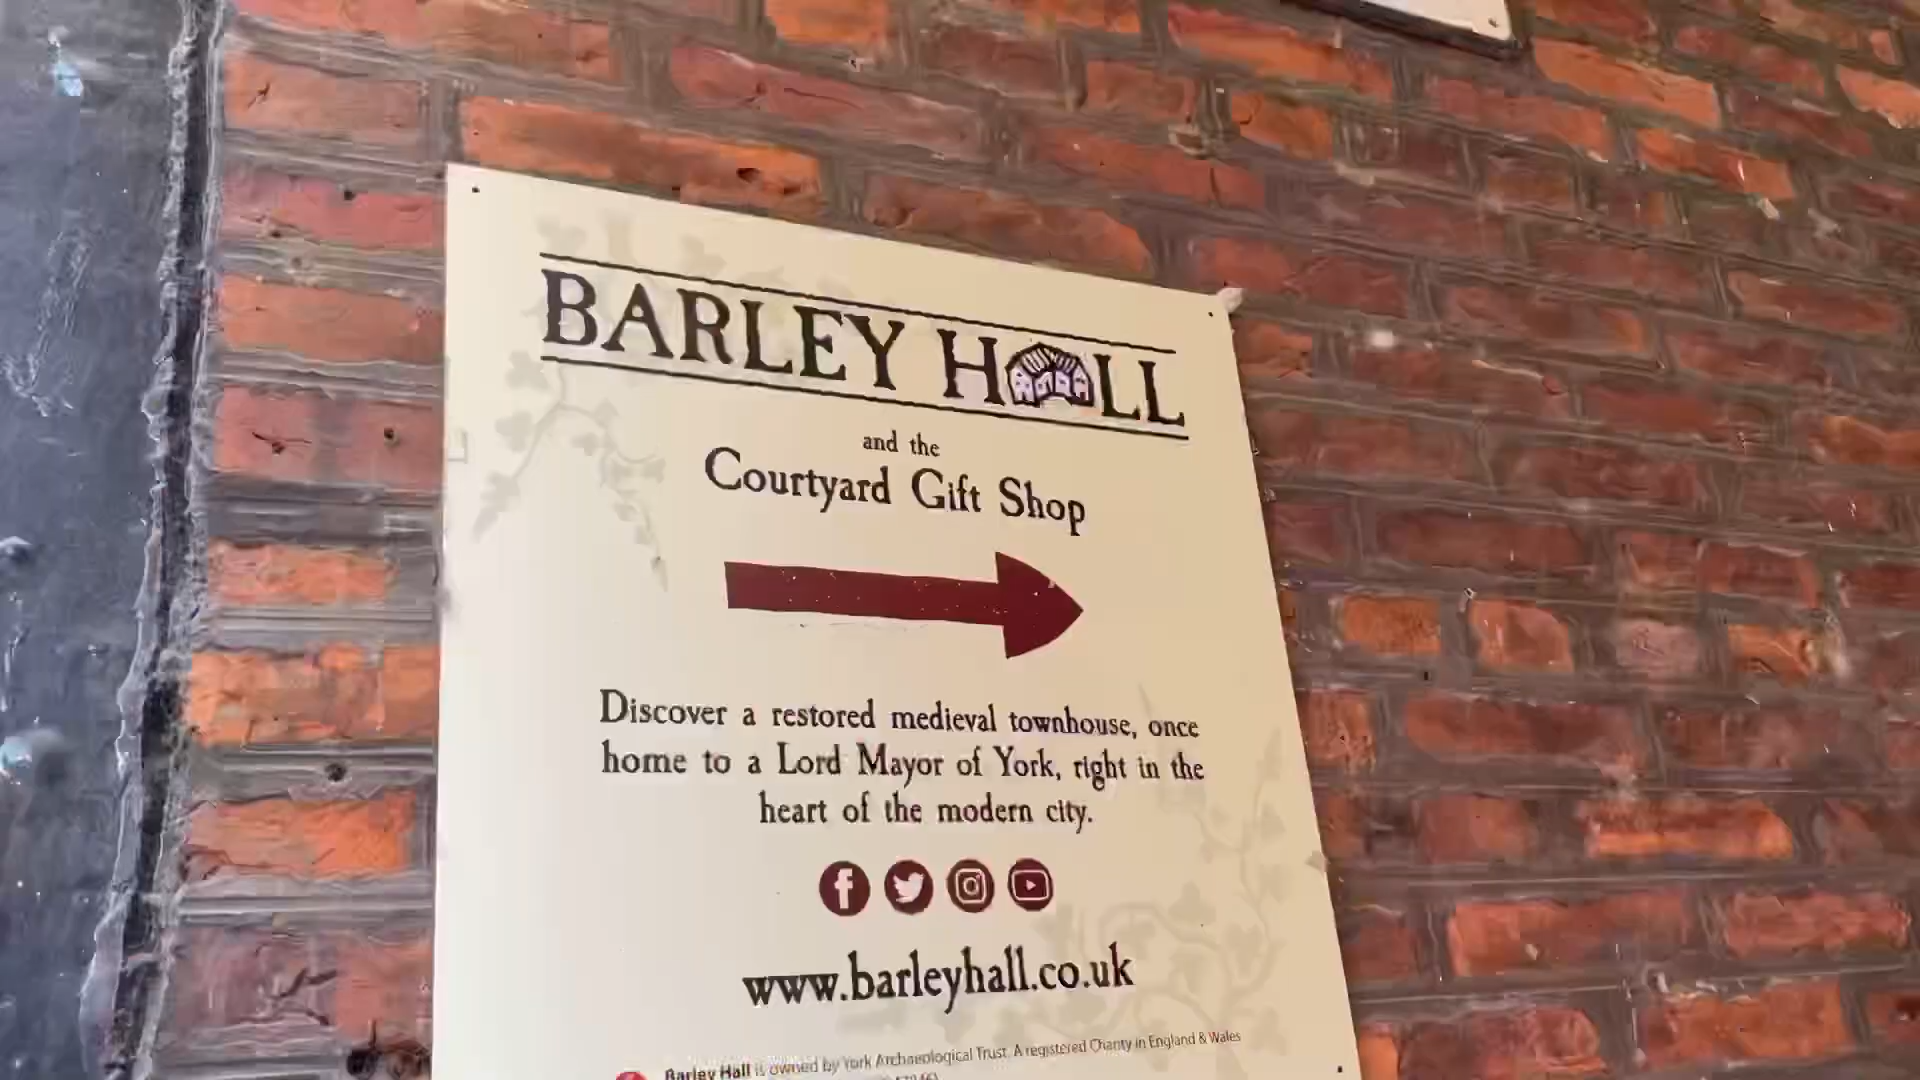 BARLEY HALL
and the
Courtyard Gift Shop
Discover a restored medieval townhouse, once
home to a Lord Mayor of York, right in the
heart of the modern city.
www.barleyhall.co.uk
Barley Hall is owned by York Archaeological Trust. A registered Charity in England & Wales